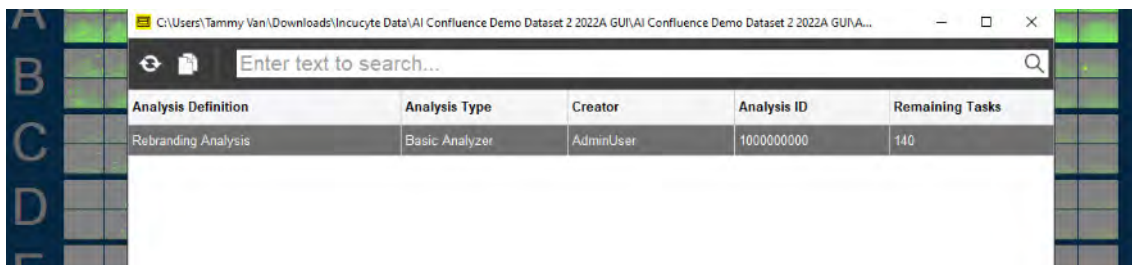 A
C:\Users\Tammy Van\Downloads\Incucyte Data\AI Confluence Demo Dataset 2 2022A GUI\AI Confluence Demo Dataset 2 2022A GUI\A...
B
Enter text to search...
Analysis Definition Analysis Type Creator Analysis ID Remaining Tasks
C
Rebranding Analysis Basic Analyzer AdminUser 1000000000 140
D